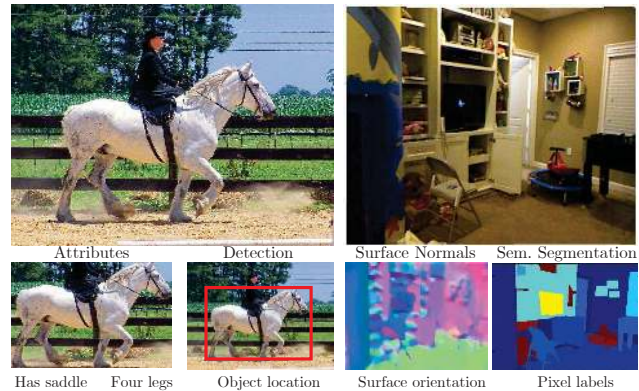 Attributes Detection Surface Normals Sem. Segmentation
Has saddle Four legs Object location Surface orientation Pixel labels